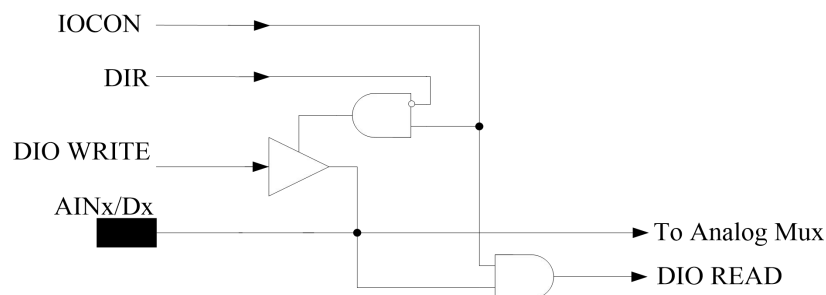 IOCON
DIR
DIO WRITE
AINx/Dx
To Analog Mux
DIO READ